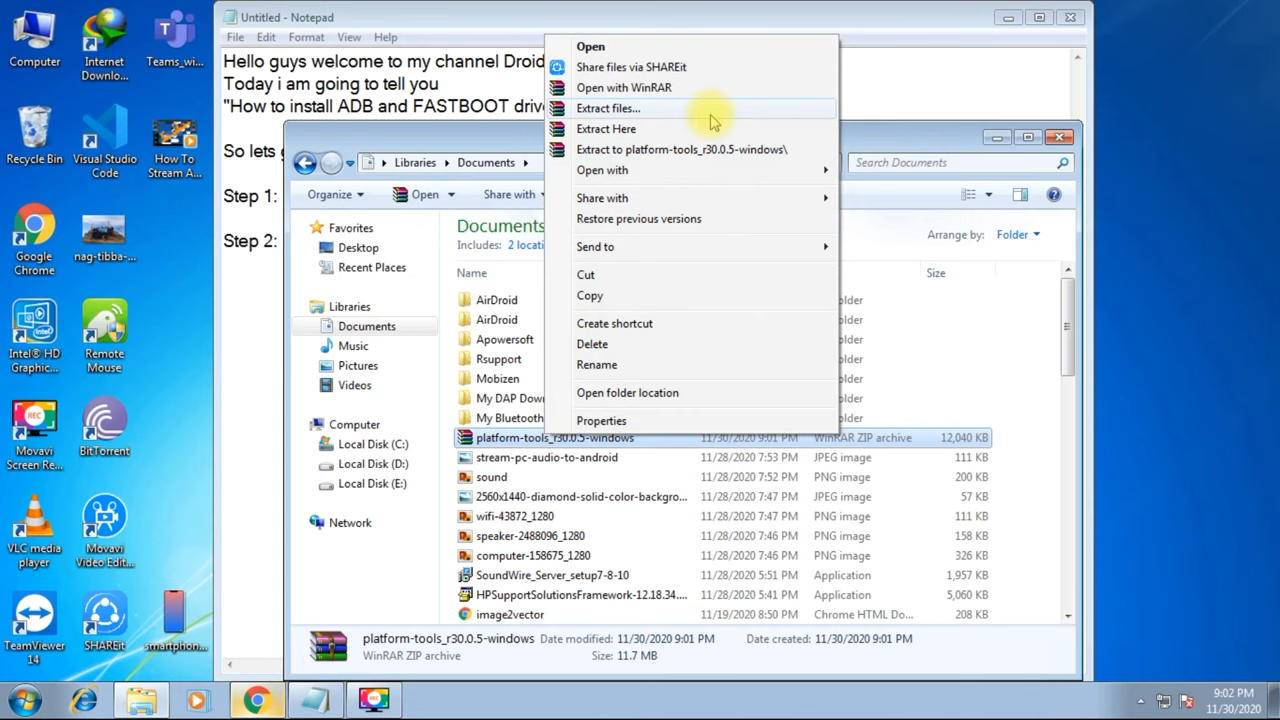 Computer
Internet
Downlo...
Teams_wi...
Recycle Bin
Visual Studio
Code
How To
Stream A...
Google
Chrome
nag-tibba-...
Intel® HD
Graphic...
Remote
Mouse
Movavi
Screen Re...
BitTorrent
VLC media
player
Movavi
Video Edit...
TeamViewer
14
SHAREit
smartphon...
Untitled - Notepad
File Edit Format View Help
Hello guys welcome to my channel Droid
Today i am going to tell you
"How to install ADB and FASTBOOT drive
So lets g
Step 1:
Step 2:
Open
Share files via SHAREit
Open with WinRAR
Extract files...
Extract Here
Extract to platform-tools_r30.0.5-windows\
Open with
Share with
Restore previous versions
Send to
Cut
Copy
Create shortcut
Delete
Rename
Open folder location
Properties
Libraries Documents
Search Documents
Organize Open Share with
Favorites
Desktop
Recent Places
Libraries
Documents
Music
Pictures
Videos
Computer
Local Disk (C:)
Local Disk (D:)
Local Disk (E:)
Network
Documents
Includes: 2 locati
Arrange by: Folder
Name Size
AirDroid older
AirDroid older
Apowersoft older
Rsupport older
Mobizen older
My DAP Down older
My Bluetooth older
platform-tools_r30.0.5-windows 11/30/2020 9:01 PM WinRAR ZIP archive 12,040 KB
stream-pc-audio-to-android 11/28/2020 7:53 PM JPEG image 111 KB
sound 11/28/2020 7:52 PM PNG image 200 KB
2560x1440-diamond-solid-color-backgro... 11/28/2020 7:47 PM JPEG image 57 KB
wifi-43872_1280 11/28/2020 7:47 PM PNG image 111 KB
speaker-2488096_1280 11/28/2020 7:46 PM PNG image 158 KB
computer-158675_1280 11/28/2020 7:46 PM PNG image 326 KB
SoundWire_Server_setup7-8-10 11/28/2020 5:51 PM Application 1,957 KB
HPSupportSolutionsFramework-12.18.34.... 11/28/2020 5:41 PM Application 5,060 KB
image2vector 11/19/2020 8:50 PM Chrome HTML Do... 208 KB
platform-tools_r30.0.5-windows Date modified: 11/30/2020 9:01 PM Date created: 11/30/2020 9:01 PM
WinRAR ZIP archive Size: 11.7 MB
9:02 PM
11/30/2020